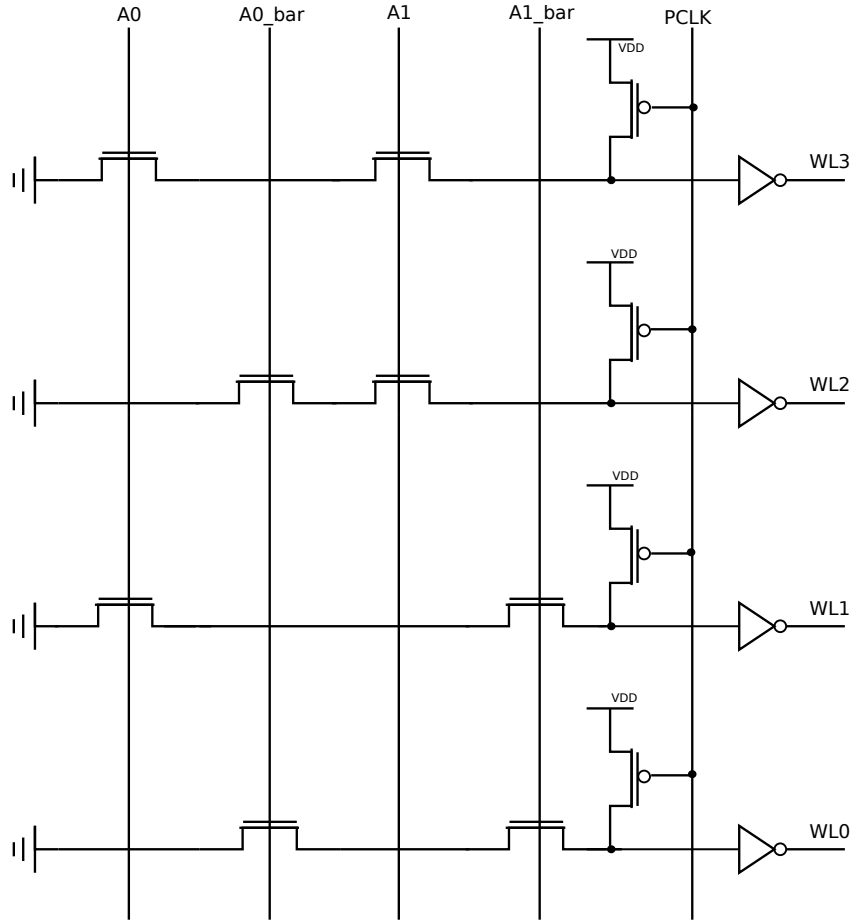 A0 A0_bar A1 A1_bar PCLK
VDD
WL3
VDD
WL2
VDD
WL1
VDD
WL0